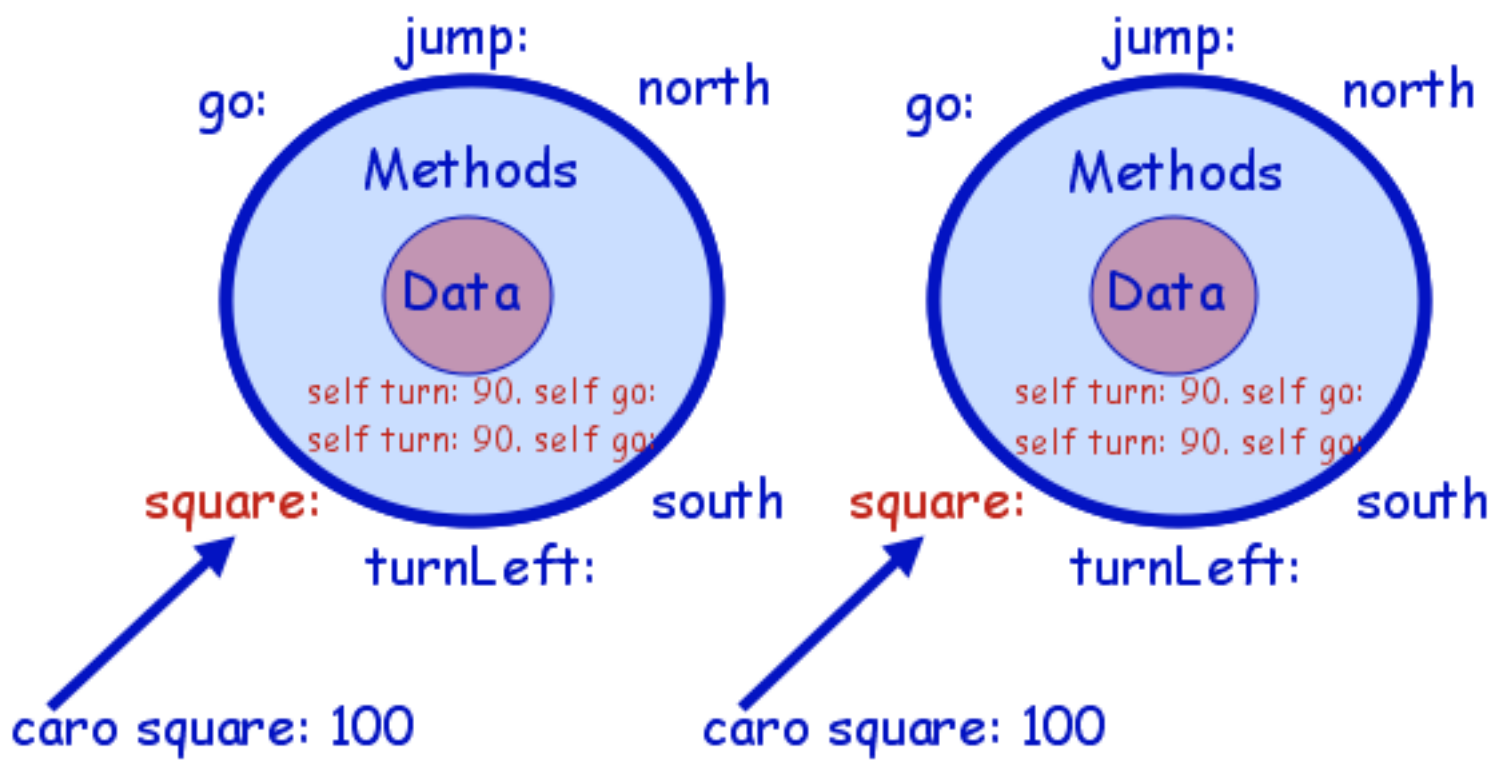 jump:
go:
north
Methods
Data
self turn: 90. self go:
self turn: 90. self go:
square:
south
turnLeft:
caro square: 100
jump:
go:
north
Methods
Data
self turn: 90. self go:
self turn: 90. self go:
square:
south
turnLeft:
caro square: 100